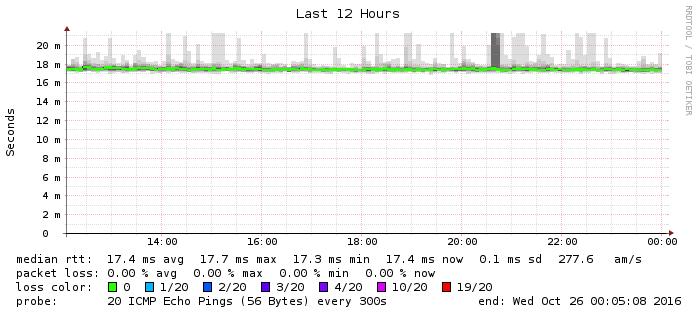 Last 12 Hours
RRDTOOL / TOBI OETIKER
Seconds
20 m
18 m
16 m
14 m
12 m
10 m
8 m
6 m
4 m
2 m
0
14:00 16:00 18:00 20:00 22:00 00:00
median rtt: 17.4 ms avg 17.7 ms max 17.3 ms min 17.4 ms now 0.1 ms sd 277.6 am/s
packet loss: 0.00 % avg 0.00 % max 0.00 % min 0.00 % now
loss color: 0 1/20 2/20 3/20 4/20 10/20 19/20
probe: 20 ICMP Echo Pings (56 Bytes) every 300s end: Wed Oct 26 00:05:08 2016